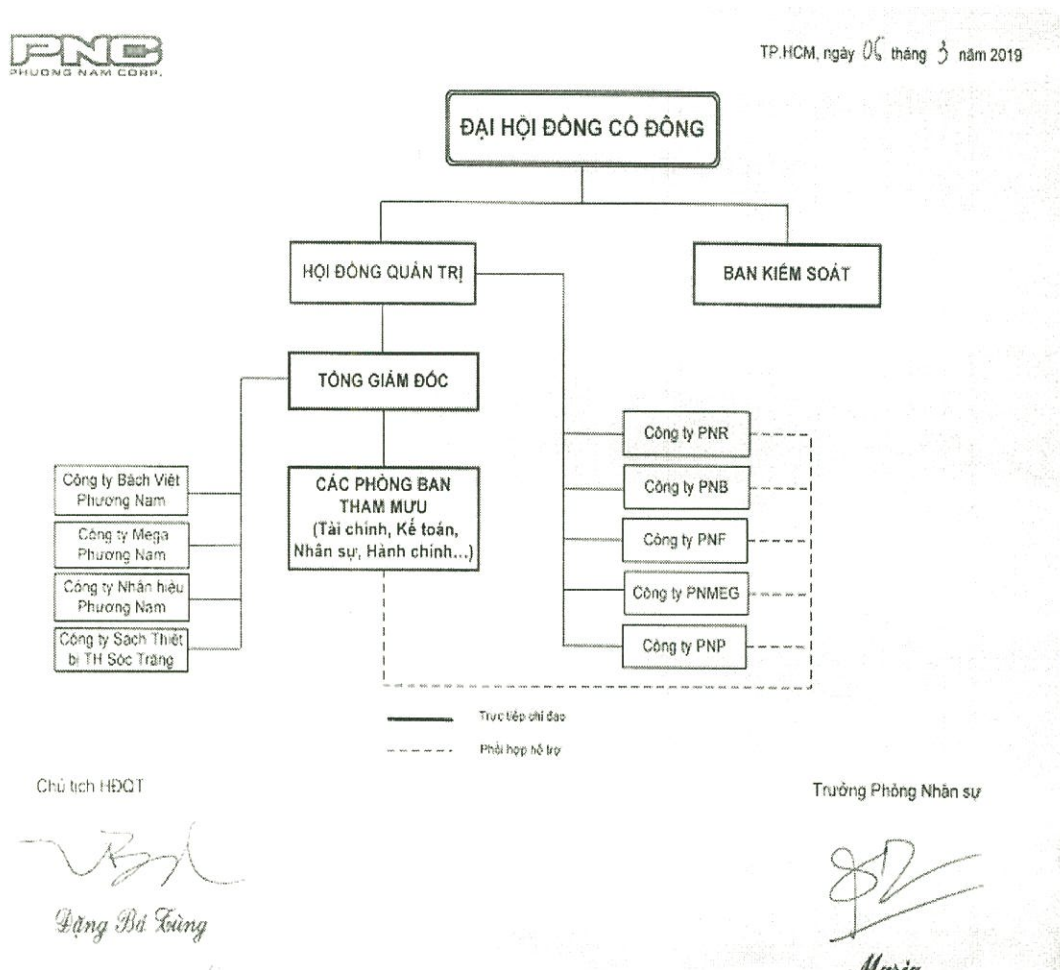 PNC
PHUONG NAM CORP.
TP.HCM, ngày 06 tháng 3 năm 2019
ĐẠI HỘI ĐỒNG CỔ ĐÔNG
HỘI ĐỒNG QUẢN TRỊ
BAN KIỂM SOÁT
TỔNG GIÁM ĐỐC
Công ty Bách Việt
Phương Nam
Công ty Mega
Phương Nam
Công ty Nhãn hiệu
Phương Nam
Công ty Sách Thiết
bị TH Sóc Trăng
CÁC PHÒNG BAN
THAM MƯU
(Tài chính, Kế toán,
Nhân sự, Hành chính...)
Công ty PNR
Công ty PNB
Công ty PNF
Công ty PNMEG
Công ty PNP
Trực tiếp chỉ đạo
Phối hợp hỗ trợ
Chủ tịch HĐQT
Trưởng Phòng Nhân sự
Đặng Bá Tùng